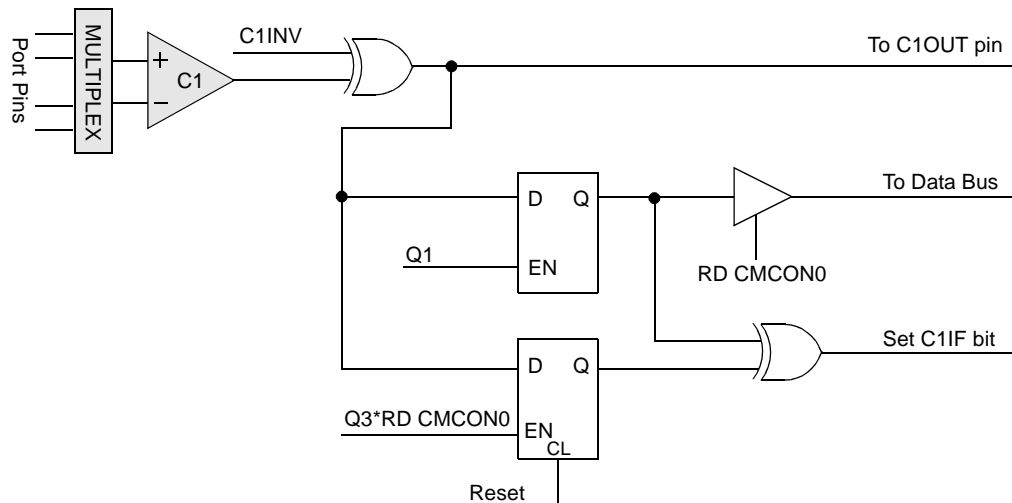 Port Pins
MULTIPLEX
+
−
C1
C1INV
To C1OUT pin
D Q
EN
Q1
To Data Bus
RD CMCON0
Set C1IF bit
D Q
EN
CL
Q3*RD CMCON0
Reset